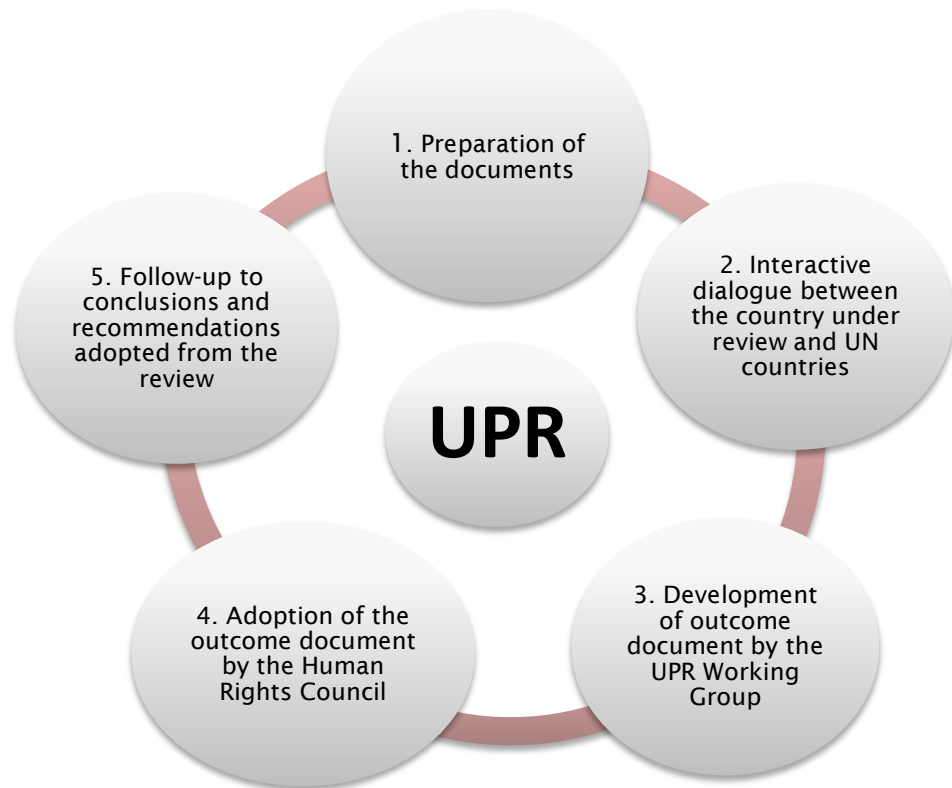 1. Preparation of
the documents
2. Interactive
dialogue between
the country under
review and UN
countries
3. Development
of outcome
document by the
UPR Working
Group
4. Adoption of the
outcome document
by the Human
Rights Council
5. Follow-up to
conclusions and
recommendations
adopted from the
review
UPR